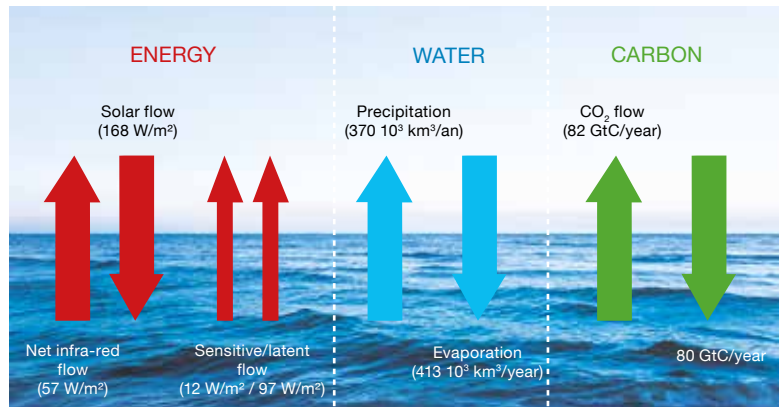 ENERGY
WATER
CARBON
Solar flow
(168 W/m²)
Precipitation
(370 10³ km³/an)
CO₂ flow
(82 GtC/year)
Net infra-red
flow
(57 W/m²)
Sensitive/latent
flow
(12 W/m² / 97 W/m²)
Evaporation
(413 10³ km³/year)
80 GtC/year